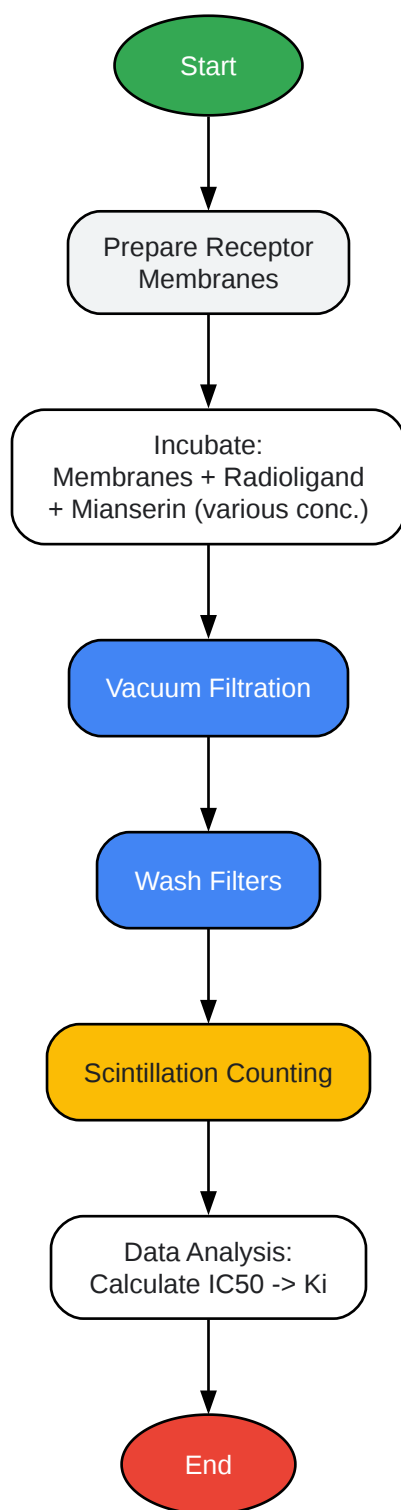 Start
Prepare Receptor
Membranes
Incubate:
Membranes + Radioligand
+ Mianserin (various conc.)
Vacuum Filtration
Wash Filters
Scintillation Counting
Data Analysis:
Calculate IC50 -> Ki
End